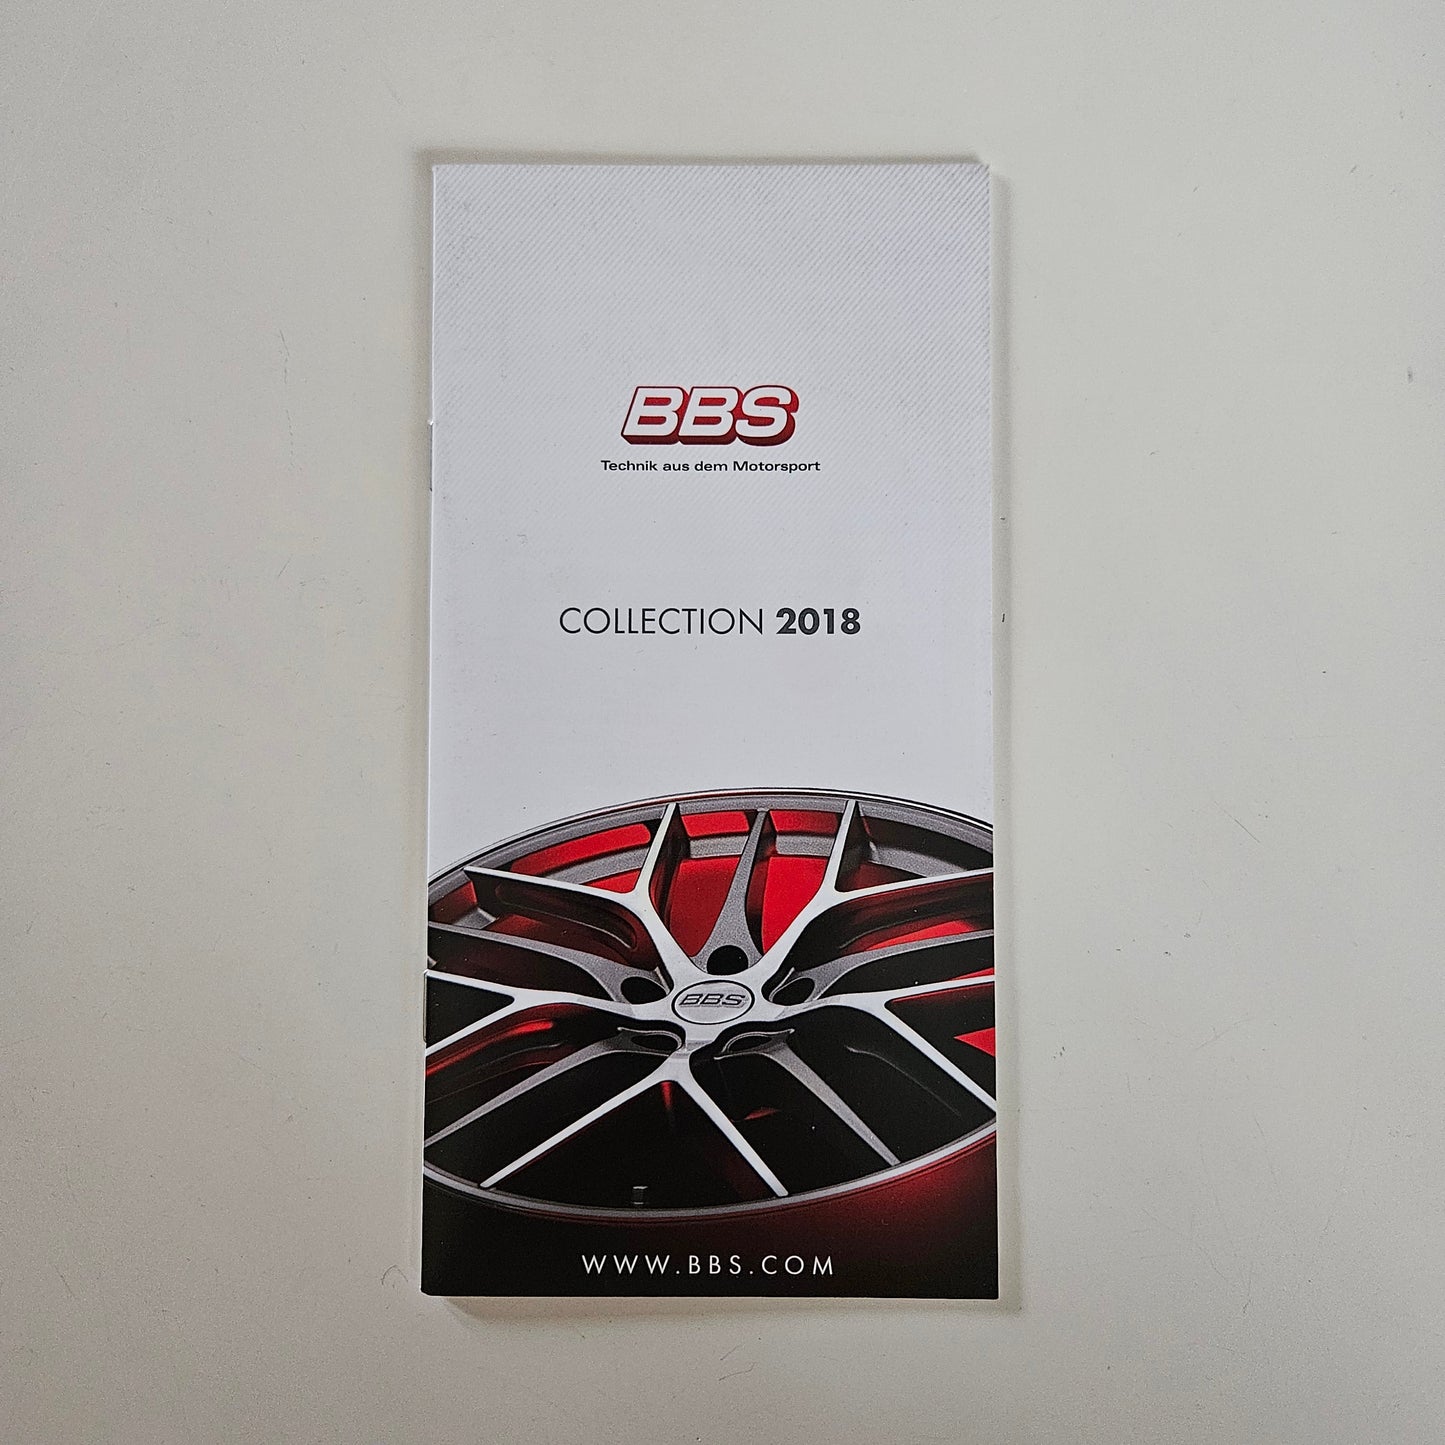 BBS
Technik aus dem Motorsport
COLLECTION 2018
BBS
WWW.BBS.COM